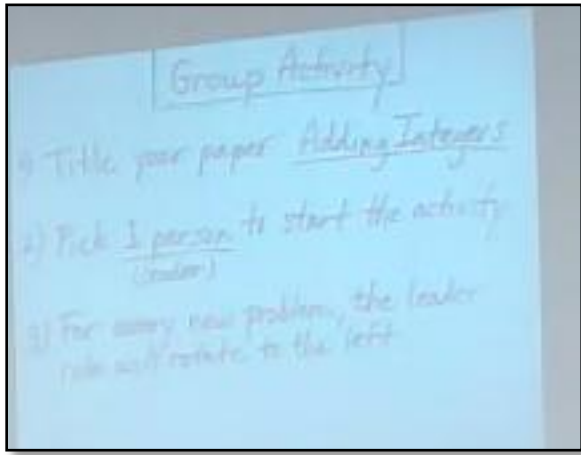 Group Activity
1) Title your paper Adding Integers
2) Pick 1 person to start the activity
(leader)
3) For every new problem, the leader
role will rotate to the left